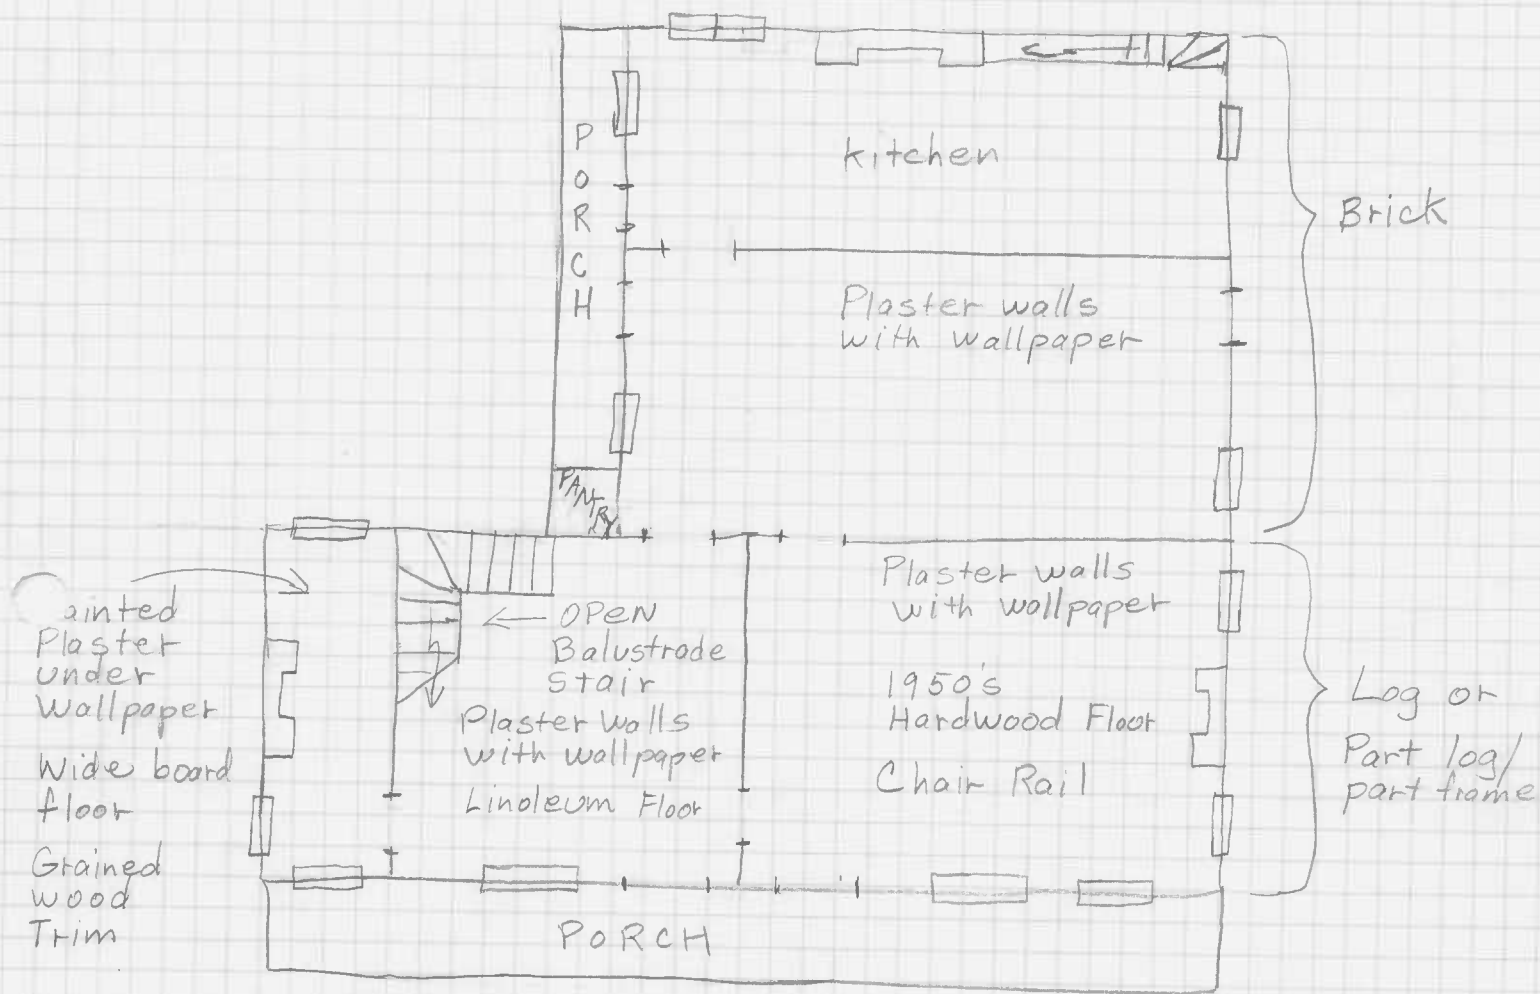 PORCH
kitchen
Brick
Plaster walls
with wallpaper
PANTRY
Plaster walls
with wallpaper
1950's
Hardwood Floor
Chair Rail
Log or
Part log/
part frame
OPEN
Balustrade
Stair
Plaster Walls
with wallpaper
Linoleum Floor
ainted
Plaster
under
Wallpaper
Wide board
floor
Grained
wood
Trim
PORCH